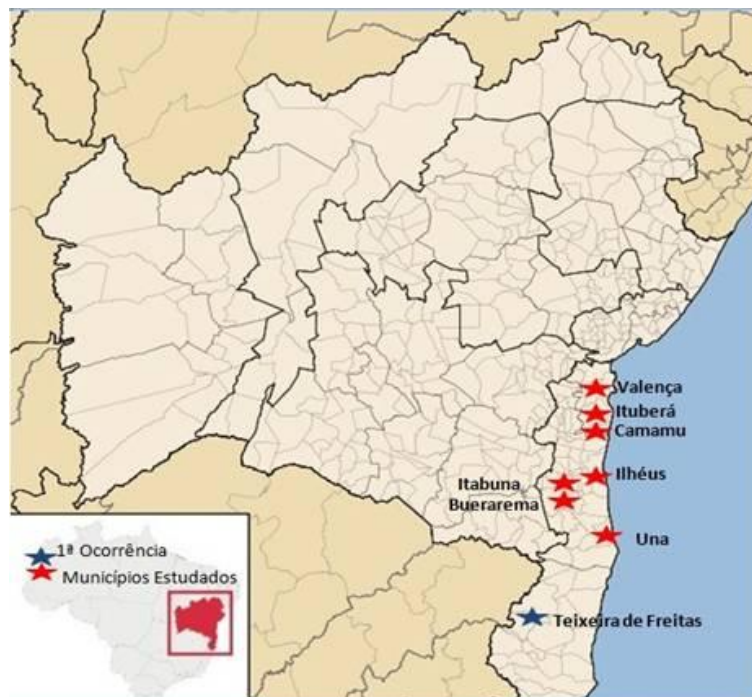 Valença
Ituberá
Camamu
Ilhéus
Itabuna
Buerarema
Una
Teixeira de Freitas
1ª Ocorrência
Municípios Estudados